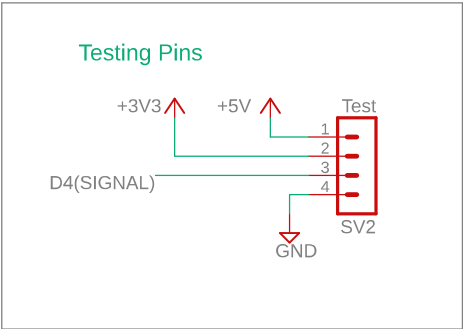 Testing Pins
+3V3
+5V
Test
1
2
3
4
D4(SIGNAL)
GND
SV2